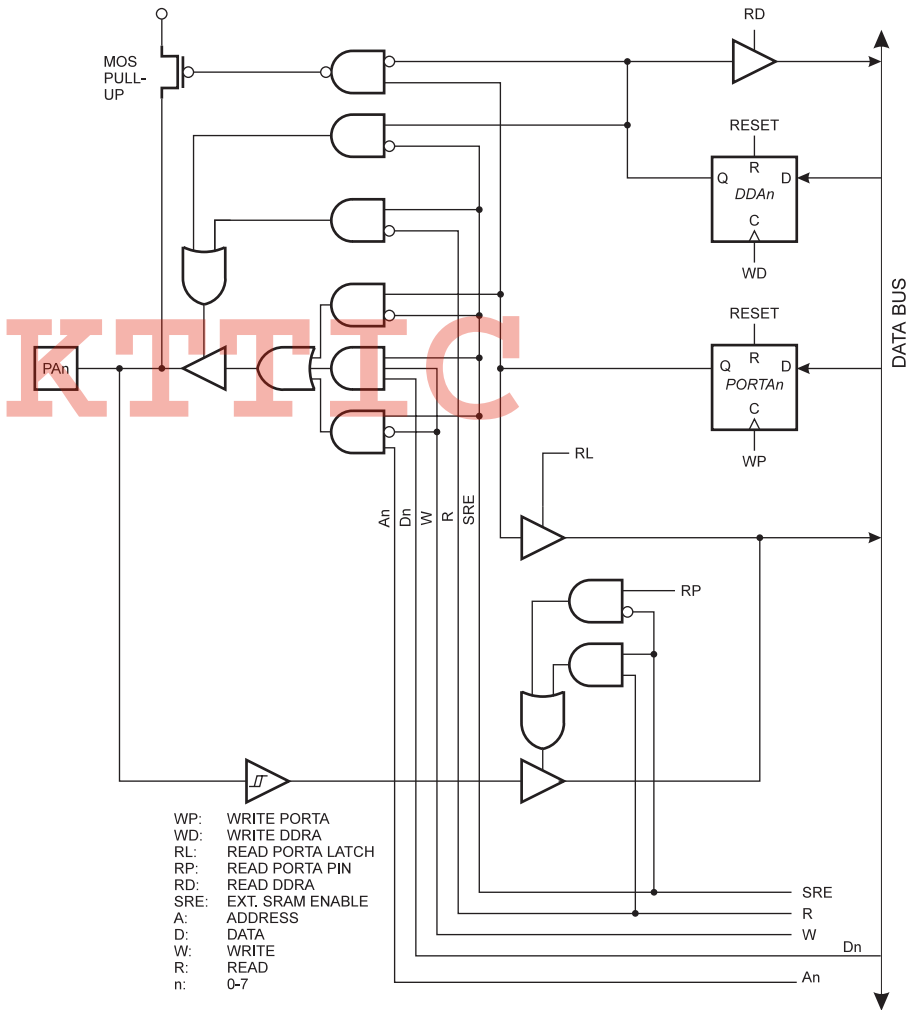 RD
MOS
PULL-
UP
RESET
R
Q
D
DDAn
C
WD
DATA BUS
RESET
R
Q
D
PORTAn
C
WP
PAn
KTTIC
RL
An
Dn
W
R
SRE
RP
WP: WRITE PORTA
WD: WRITE DDRA
RL: READ PORTA LATCH
RP: READ PORTA PIN
RD: READ DDRA
SRE: EXT. SRAM ENABLE
A: ADDRESS
D: DATA
W: WRITE
R: READ
n: 0-7
SRE
R
W
Dn
An